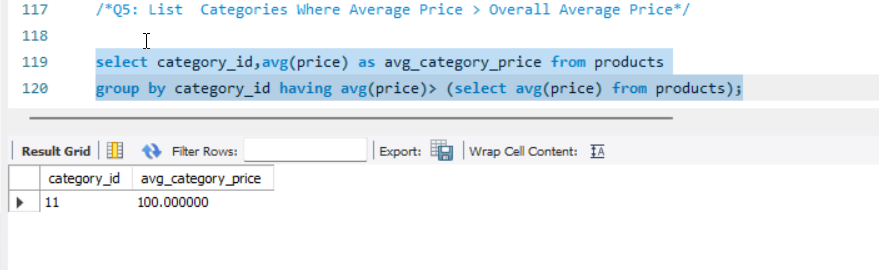 117 /*Q5: List  Categories Where Average Price > Overall Average Price*/
118
119 select category_id,avg(price) as avg_category_price from products
120 group by category_id having avg(price)> (select avg(price) from products);
Result Grid | Filter Rows: | Export: | Wrap Cell Content: IA
category_id avg_category_price
11 100.000000